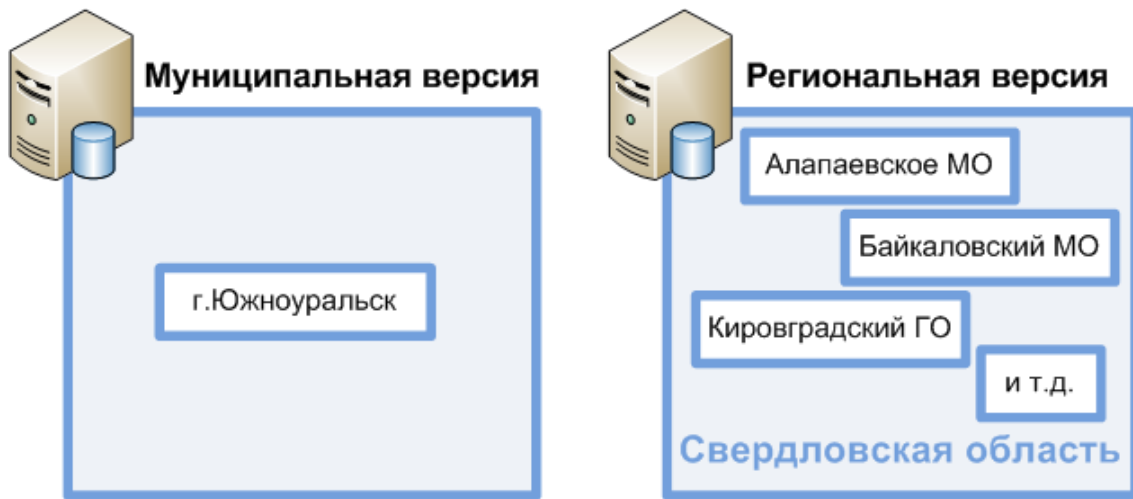 Муниципальная версия
г.Южноуральск
Региональная версия
Алапаевское МО
Байкаловский МО
Кировградский ГО
и т.д.
Свердловская область